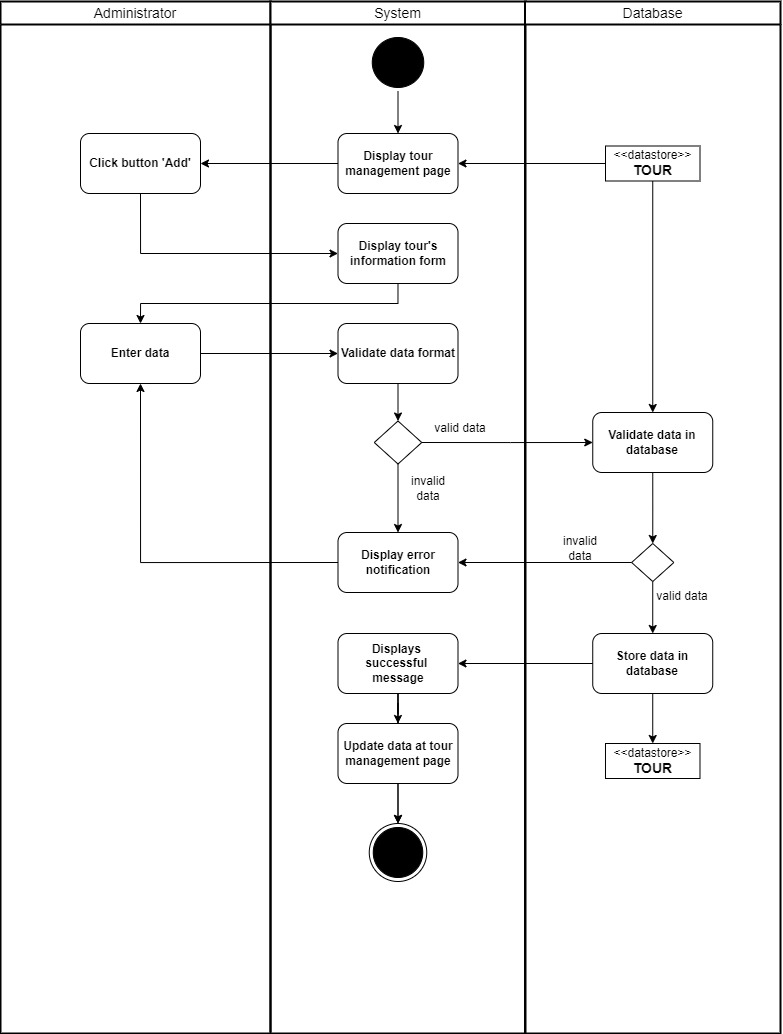 Administrator
System
Database
Click button 'Add'
Display tour
management page
<<datastore>>
TOUR
Display tour's
information form
Enter data
Validate data format
valid data
Validate data in
database
invalid
data
Display error
notification
invalid
data
valid data
Displays
successful
message
Store data in
database
Update data at tour
management page
<<datastore>>
TOUR